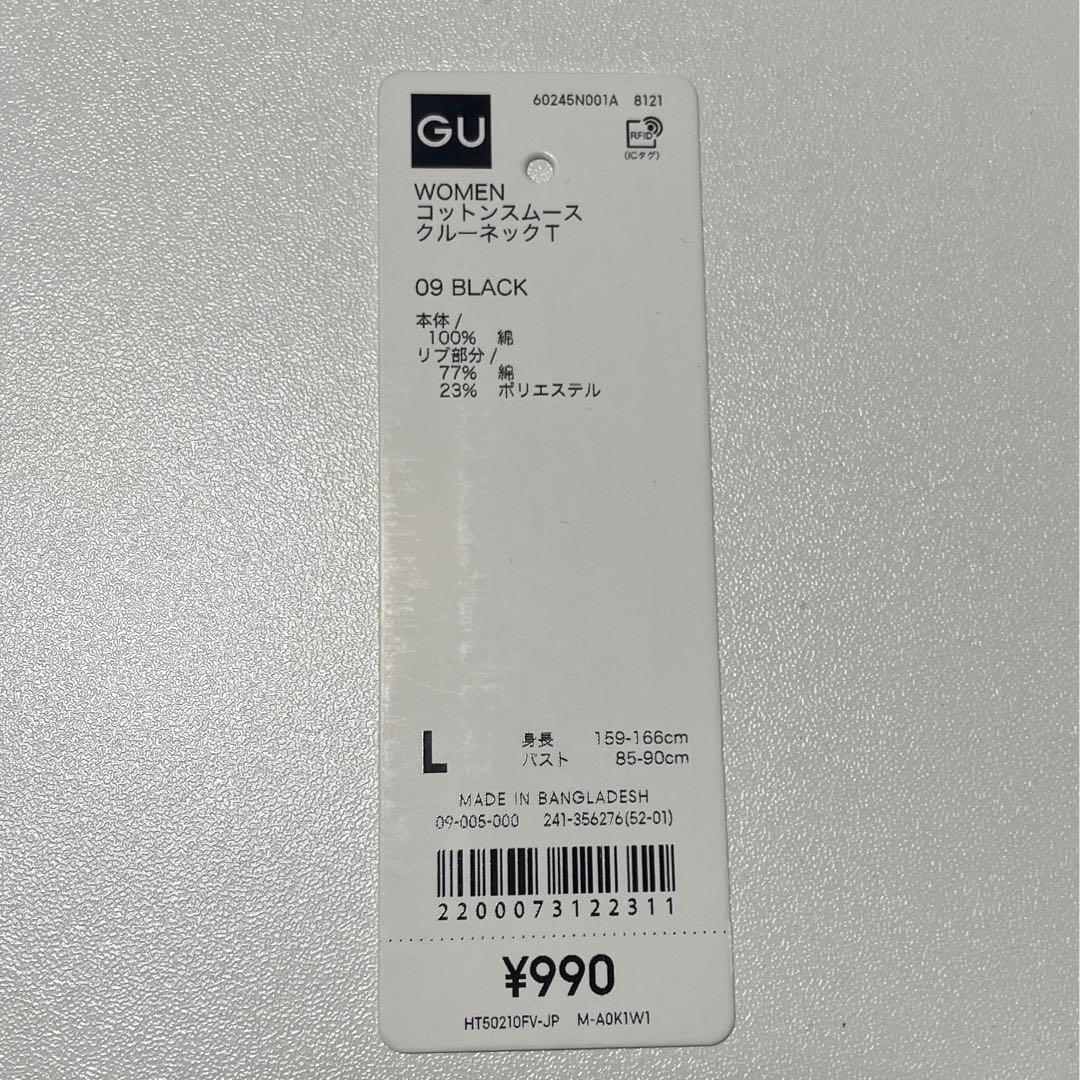 GU
60245N001A 8121
RFID
(ICタグ)
WOMEN
コットンスムース
クルーネックT
09 BLACK
本体/
100% 綿
リブ部分/
77% 綿
23% ポリエステル
L
身長 159-166cm
バスト 85-90cm
MADE IN BANGLADESH
09-005-000 241-356276(52-01)
2200073122311
¥990
HT50210FV-JP M-A0K1W1